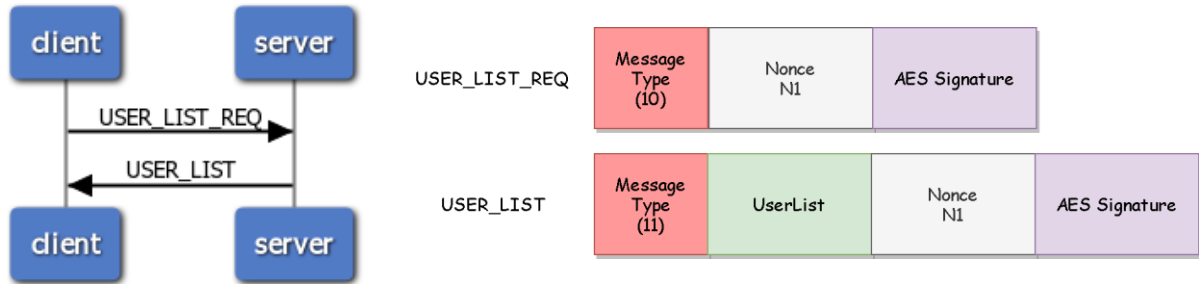 client
server
USER_LIST_REQ
USER_LIST
client
server
USER_LIST_REQ
Message
Type
(10)
Nonce
N1
AES Signature
USER_LIST
Message
Type
(11)
UserList
Nonce
N1
AES Signature